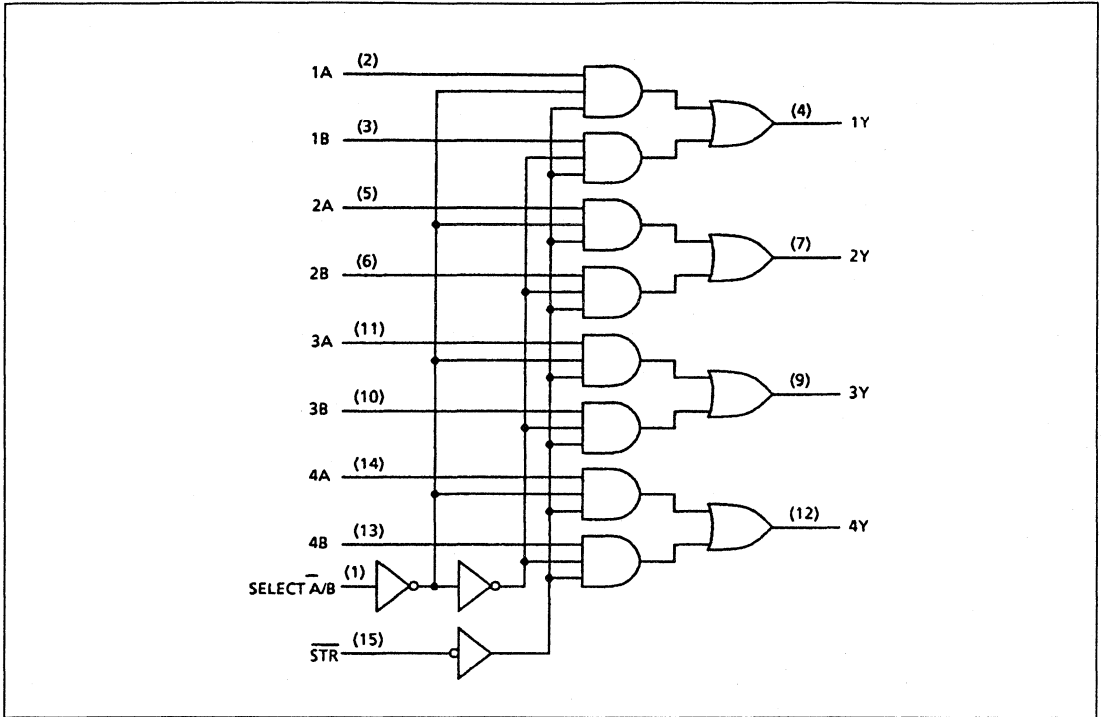 1A (2)
(4) 1Y
1B (3)
2A (5)
(7) 2Y
2B (6)
3A (11)
(9) 3Y
3B (10)
4A (14)
(12) 4Y
4B (13)
SELECT A̅/B (1)
S̅T̅R̅ (15)